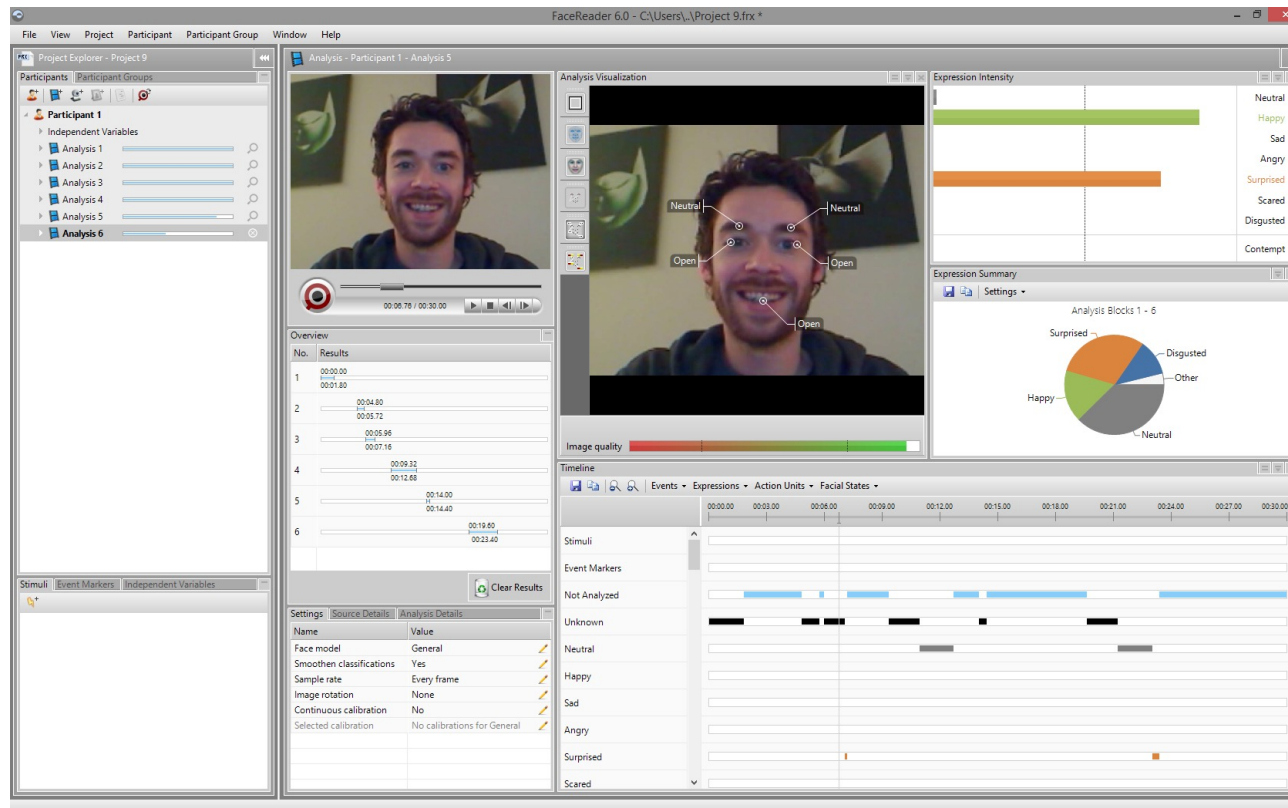 FaceReader 6.0 - C:\Users\..\Project 9.frx *
File View Project Participant Participant Group Window Help
Project Explorer - Project 9
Participants Participant Groups
Participant 1
Independent Variables
Analysis 1
Analysis 2
Analysis 3
Analysis 4
Analysis 5
Analysis 6
Stimuli Event Markers Independent Variables
Analysis - Participant 1 - Analysis 5
00:06.76 / 00:30.00
Overview
No. Results
1 00:00.00
00:01.80
2 00:04.80
00:05.72
3 00:05.96
00:07.16
4 00:09.32
00:12.68
5 00:14.00
00:14.40
6 00:19.60
00:23.40
Clear Results
Settings Source Details Analysis Details
Name Value
Face model General
Smoothen classifications Yes
Sample rate Every frame
Image rotation None
Continuous calibration No
Selected calibration No calibrations for General
Analysis Visualization
Neutral Neutral
Open Open
Open
Image quality
Expression Intensity
Neutral
Happy
Sad
Angry
Surprised
Scared
Disgusted
Contempt
Expression Summary
Settings
Analysis Blocks 1 - 6
Surprised
Disgusted
Other
Happy
Neutral
Timeline
Events Expressions Action Units Facial States
00:00.00 00:03.00 00:06.00 00:09.00 00:12.00 00:15.00 00:18.00 00:21.00 00:24.00 00:27.00 00:30.00
Stimuli
Event Markers
Not Analyzed
Unknown
Neutral
Happy
Sad
Angry
Surprised
Scared